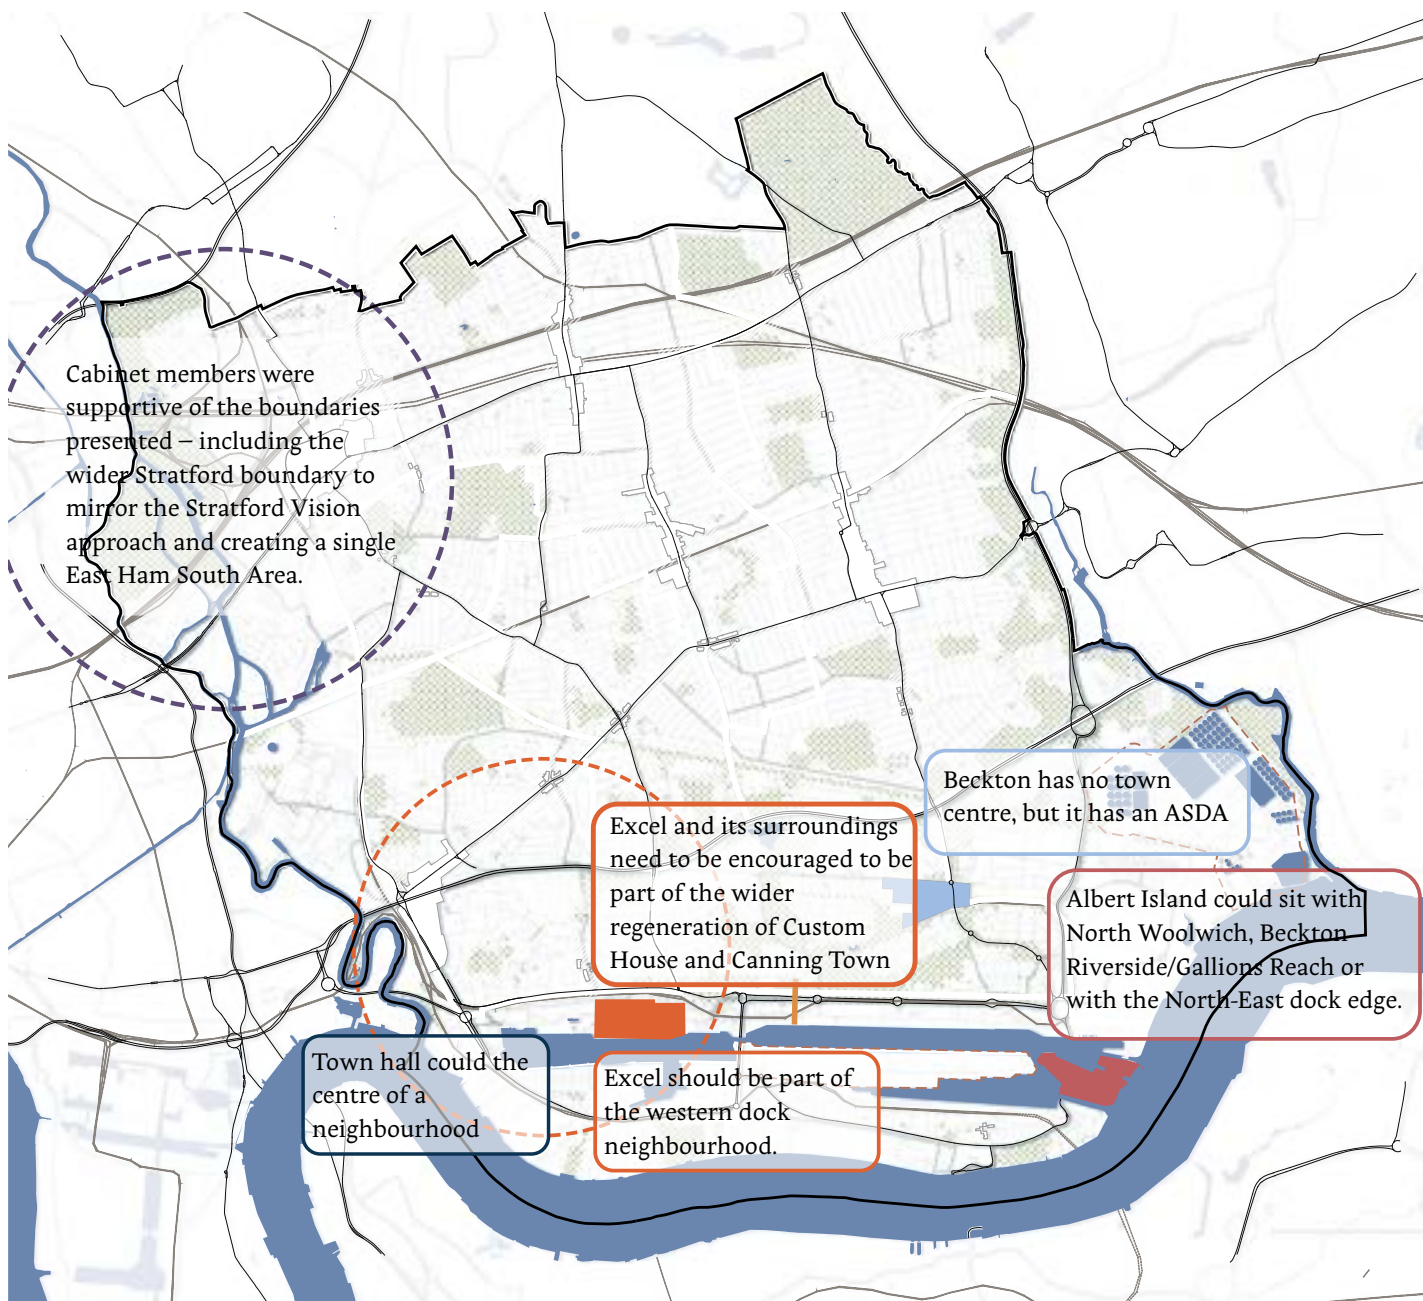 Cabinet members were
supportive of the boundaries
presented – including the
wider Stratford boundary to
mirror the Stratford Vision
approach and creating a single
East Ham South Area.
Beckton has no town
centre, but it has an ASDA
Excel and its surroundings
need to be encouraged to be
part of the wider
regeneration of Custom
House and Canning Town
Albert Island could sit with
North Woolwich, Beckton
Riverside/Gallions Reach or
with the North-East dock edge.
Town hall could the
centre of a
neighbourhood
Excel should be part of
the western dock
neighbourhood.